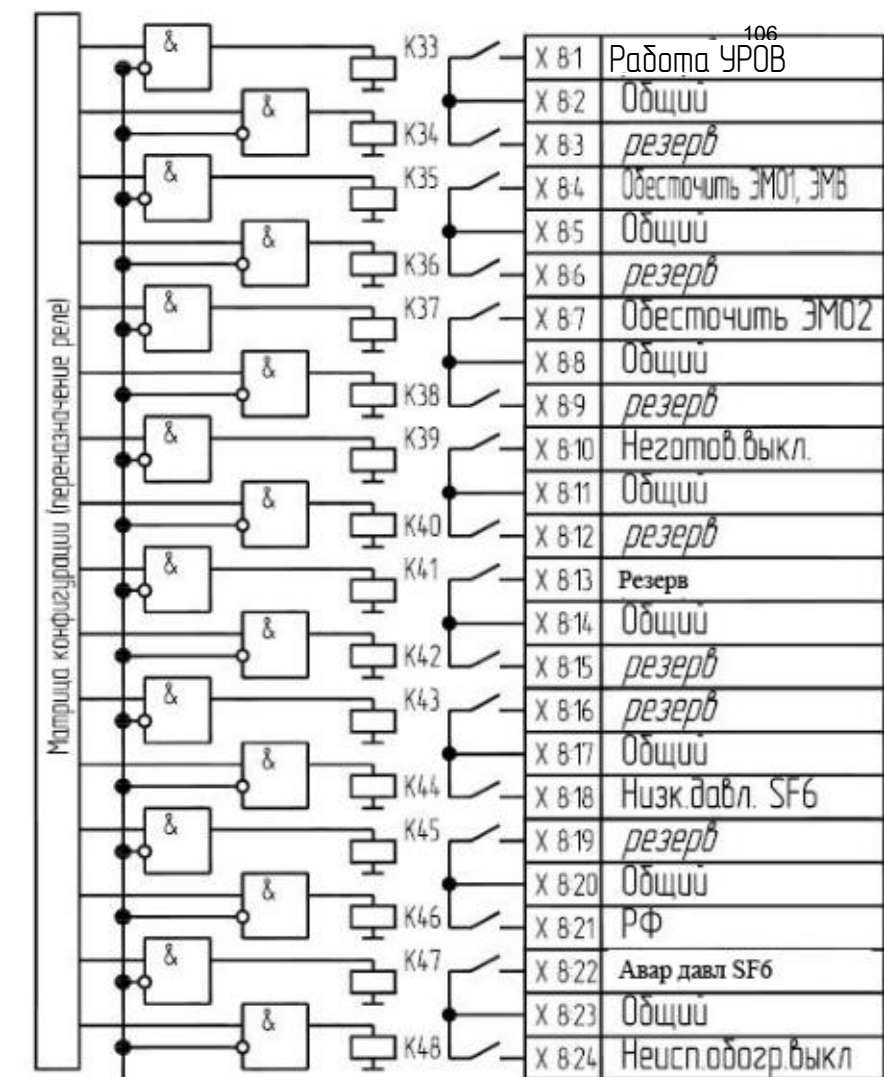 106
Матрица конфигурации (переназначение реле)
& K33 X 8:1 Работа УРОВ
& K34 X 8:2 Общий
X 8:3 резерв
& K35 X 8:4 Обесточить ЭМО1, ЭМВ
X 8:5 Общий
& K36 X 8:6 резерв
& K37 X 8:7 Обесточить ЭМО2
X 8:8 Общий
& K38 X 8:9 резерв
& K39 X 8:10 Неготов.выкл.
X 8:11 Общий
& K40 X 8:12 резерв
& K41 X 8:13 Резерв
X 8:14 Общий
& K42 X 8:15 резерв
& K43 X 8:16 резерв
X 8:17 Общий
& K44 X 8:18 Низк.давл. SF6
& K45 X 8:19 резерв
X 8:20 Общий
& K46 X 8:21 РФ
& K47 X 8:22 Авар давл SF6
X 8:23 Общий
& K48 X 8:24 Неисп.обогр.выкл